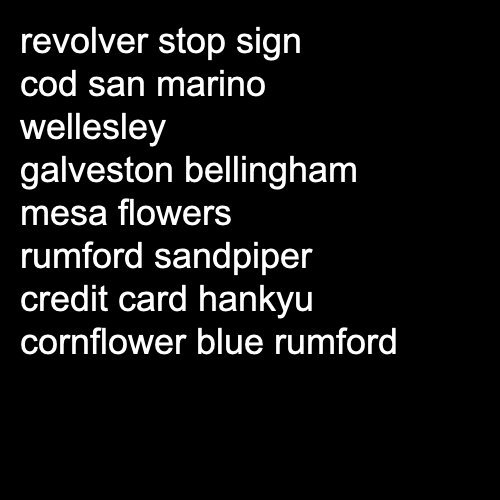 revolver stop sign
cod san marino
wellesley
galveston bellingham
mesa flowers
rumford sandpiper
credit card hankyu
cornflower blue rumford